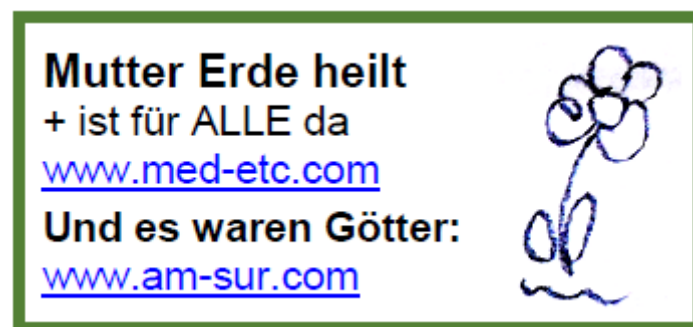 Mutter Erde heilt
+ ist für ALLE da
www.med-etc.com
Und es waren Götter:
www.am-sur.com